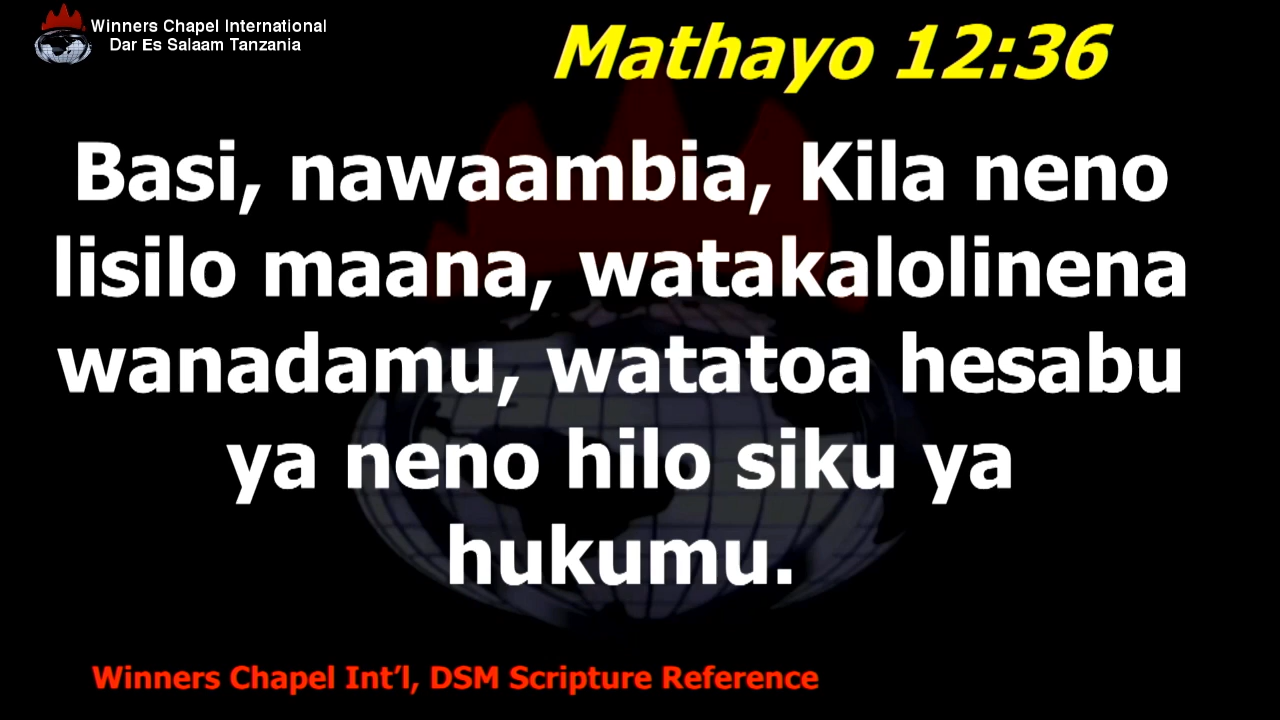 Winners Chapel International
Dar Es Salaam Tanzania
Mathayo 12:36
Basi, nawaambia, Kila neno
lisilo maana, watakalolinena
wanadamu, watatoa hesabu
ya neno hilo siku ya
hukumu.
Winners Chapel Int’l, DSM Scripture Reference